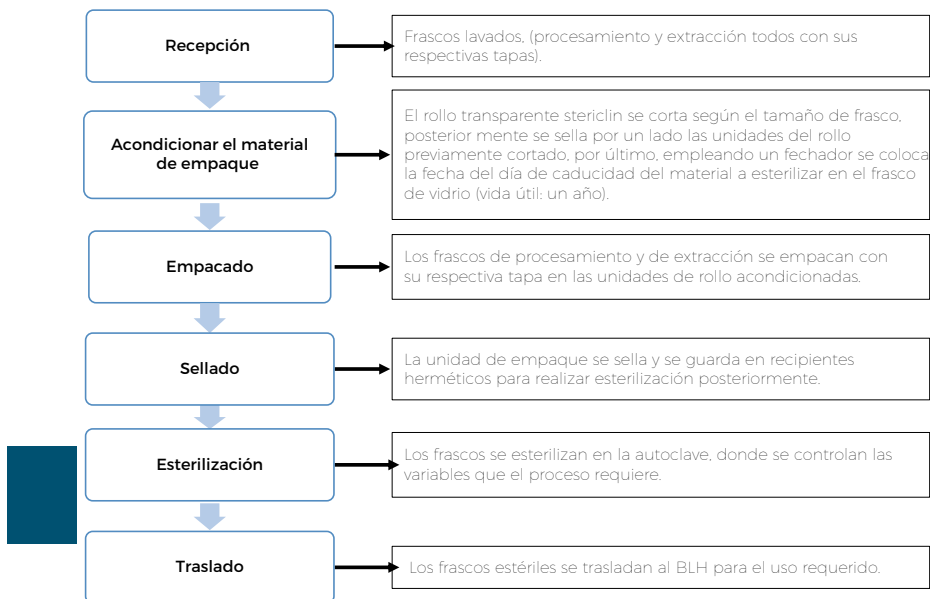 Recepción
Frascos lavados, (procesamiento y extracción todos con sus
respectivas tapas).
Acondicionar el material
de empaque
El rollo transparente stericlin se corta según el tamaño de frasco,
posterior mente se sella por un lado las unidades del rollo
previamente cortado, por último, empleando un fechador se coloca
la fecha del día de caducidad del material a esterilizar en el frasco
de vidrio (vida útil: un año).
Empacado
Los frascos de procesamiento y de extracción se empacan con
su respectiva tapa en las unidades de rollo acondicionadas.
Sellado
La unidad de empaque se sella y se guarda en recipientes
herméticos para realizar esterilización posteriormente.
Esterilización
Los frascos se esterilizan en la autoclave, donde se controlan las
variables que el proceso requiere.
Traslado
Los frascos estériles se trasladan al BLH para el uso requerido.